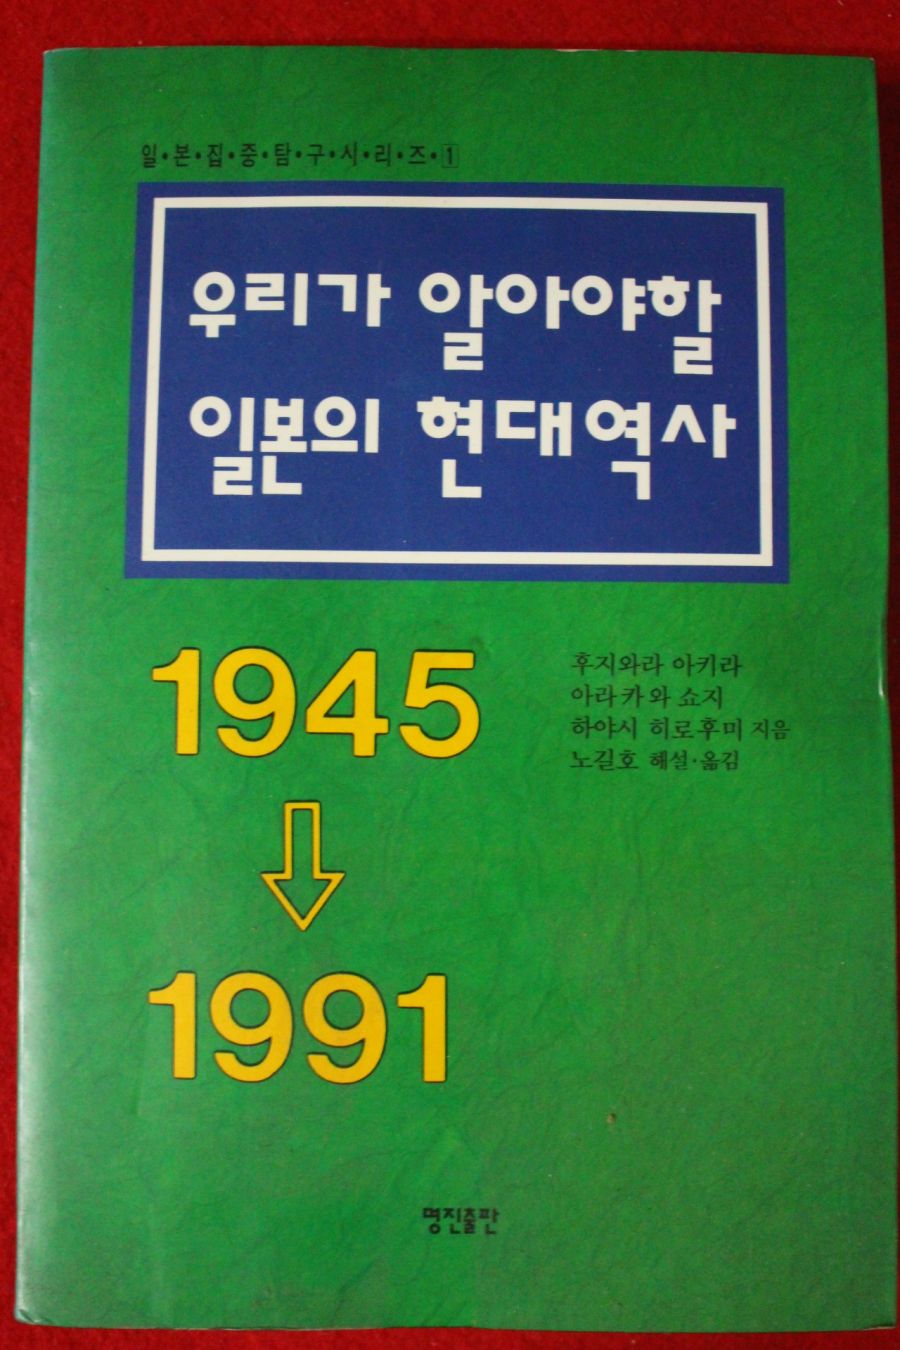 일·본·집·중·탐·구·시·리·즈·1
우리가 알아야할
일본의 현대역사
1945
1991
후지와라 아키라
아라카와 쇼지
하야시 히로후미 지음
노길호 해설·옮김
명진출판